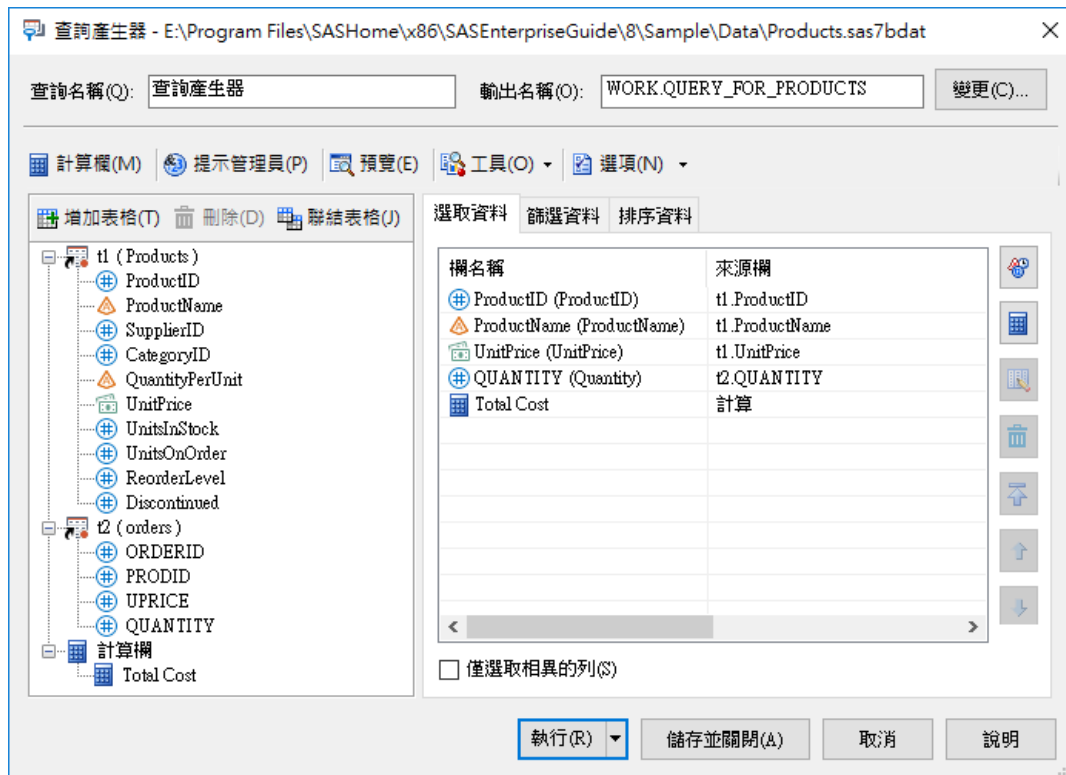 查詢產生器 - E:\Program Files\SASHome\x86\SASEnterpriseGuide\8\Sample\Data\Products.sas7bdat
查詢名稱(Q): 查詢產生器 輸出名稱(O): WORK.QUERY_FOR_PRODUCTS 變更(C)...
計算欄(M) 提示管理員(P) 預覽(E) 工具(O) 選項(N)
增加表格(T) 刪除(D) 聯結表格(J)
t1 (Products)
ProductID
ProductName
SupplierID
CategoryID
QuantityPerUnit
UnitPrice
UnitsInStock
UnitsOnOrder
ReorderLevel
Discontinued
t2 (orders)
ORDERID
PRODID
UPRICE
QUANTITY
計算欄
Total Cost
選取資料 篩選資料 排序資料
欄名稱 來源欄
ProductID (ProductID) t1.ProductID
ProductName (ProductName) t1.ProductName
UnitPrice (UnitPrice) t1.UnitPrice
QUANTITY (Quantity) t2.QUANTITY
Total Cost 計算
僅選取相異的列(S)
執行(R) 儲存並關閉(A) 取消 說明